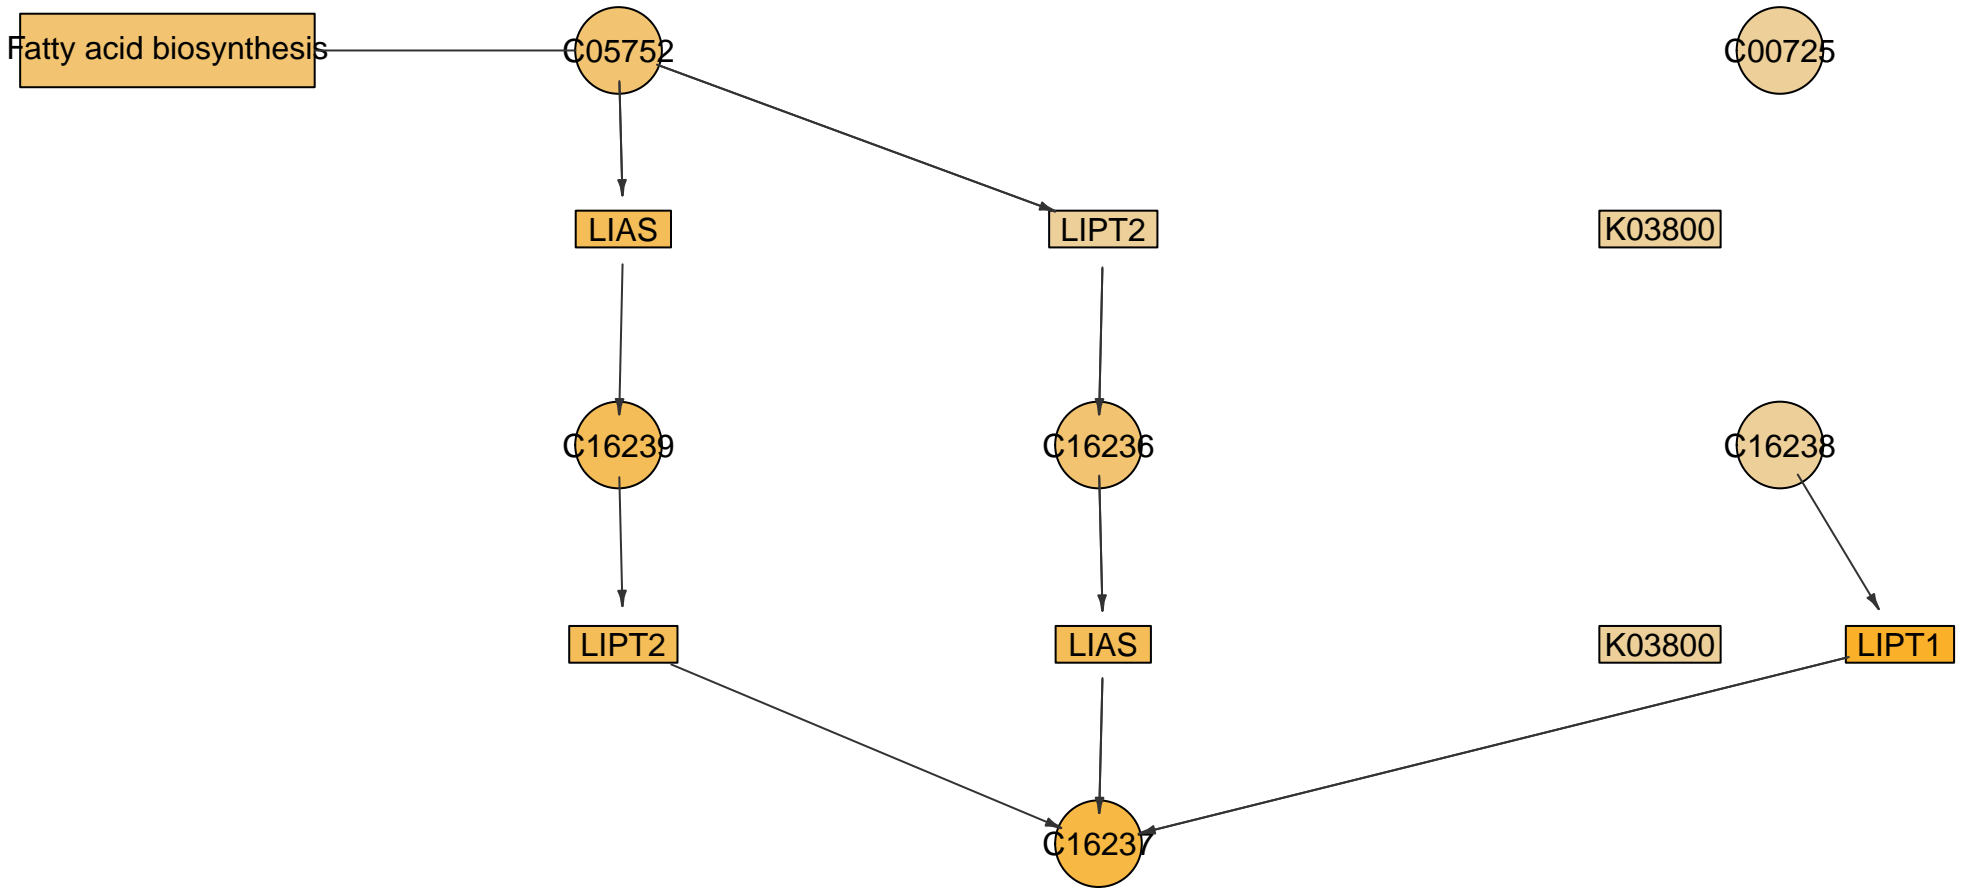 Fatty acid biosynthesis
C05752
C00725
LIAS
LIPT2
K03800
C16239
C16236
C16238
LIPT2
LIAS
K03800
LIPT1
C16237